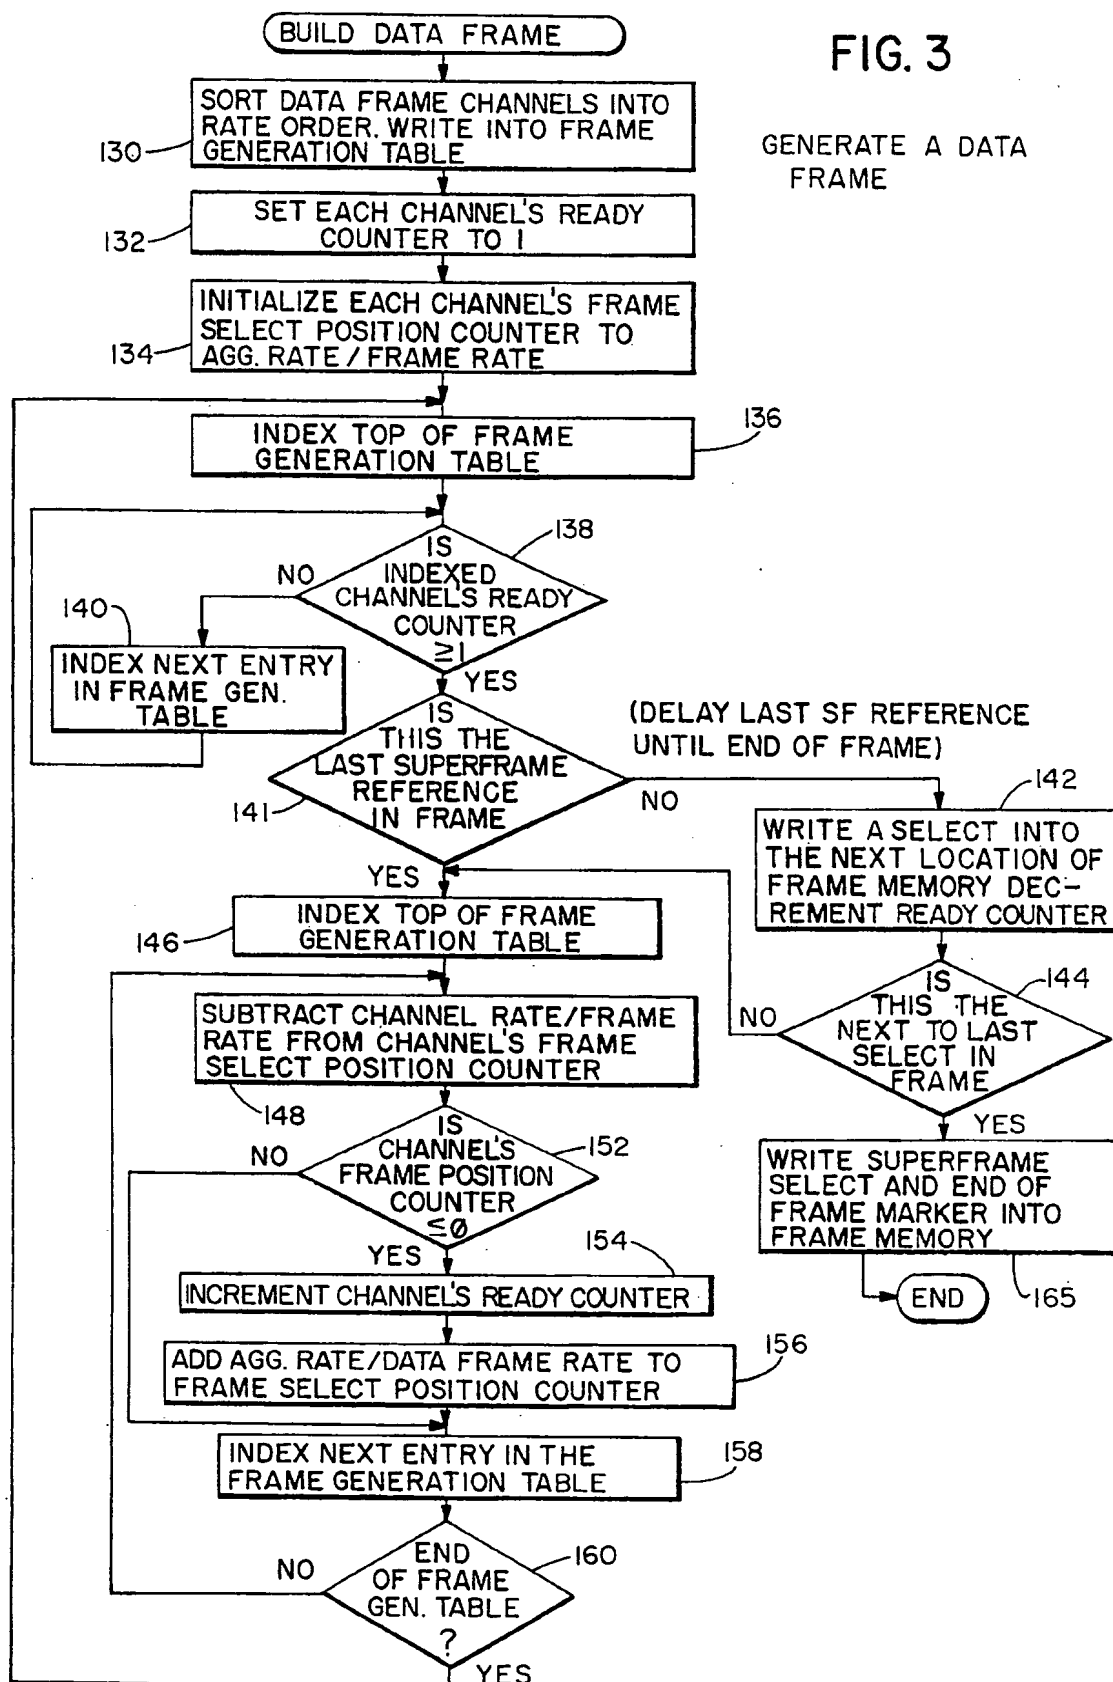 BUILD DATA FRAME
FIG. 3
GENERATE A DATA
FRAME
SORT DATA FRAME CHANNELS INTO
RATE ORDER. WRITE INTO FRAME
GENERATION TABLE
130
SET EACH CHANNEL'S READY
COUNTER TO 1
132
INITIALIZE EACH CHANNEL'S FRAME
SELECT POSITION COUNTER TO
AGG. RATE / FRAME RATE
134
136
INDEX TOP OF FRAME
GENERATION TABLE
138
IS
INDEXED
CHANNEL'S READY
COUNTER
≥1
NO
YES
140
INDEX NEXT ENTRY
IN FRAME GEN.
TABLE
IS
THIS THE
LAST SUPERFRAME
REFERENCE
IN FRAME
141
(DELAY LAST SF REFERENCE
UNTIL END OF FRAME)
NO
YES
142
WRITE A SELECT INTO
THE NEXT LOCATION OF
FRAME MEMORY DEC-
REMENT READY COUNTER
144
IS
THIS THE
NEXT TO LAST
SELECT IN
FRAME
NO
YES
WRITE SUPERFRAME
SELECT AND END OF
FRAME MARKER INTO
FRAME MEMORY
165
END
146
INDEX TOP OF FRAME
GENERATION TABLE
SUBTRACT CHANNEL RATE/FRAME
RATE FROM CHANNEL'S FRAME
SELECT POSITION COUNTER
148
IS
CHANNEL'S
FRAME POSITION
COUNTER
≤0
152
NO
YES
154
INCREMENT CHANNEL'S READY COUNTER
156
ADD AGG. RATE/DATA FRAME RATE TO
FRAME SELECT POSITION COUNTER
INDEX NEXT ENTRY IN THE
FRAME GENERATION TABLE
158
END
OF FRAME
GEN. TABLE
?
160
NO
YES